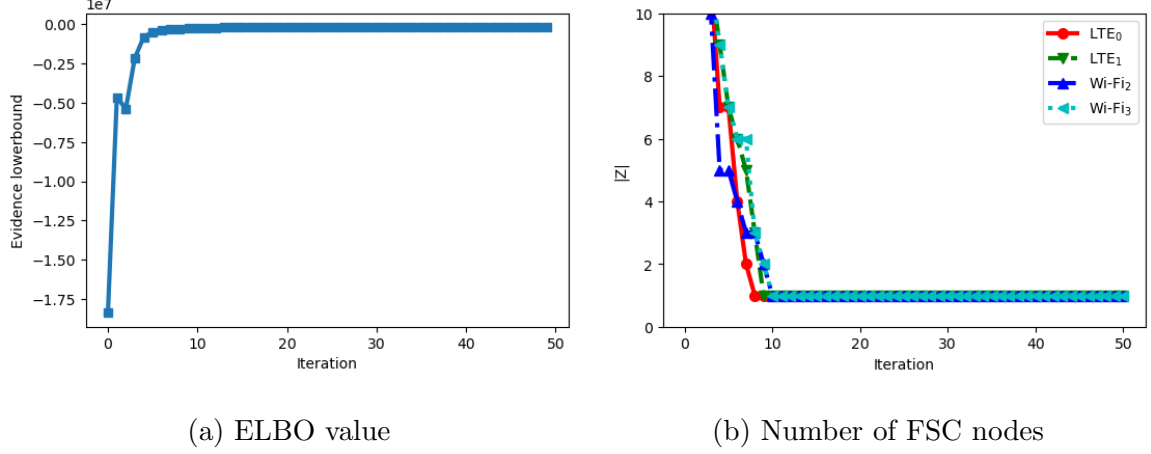 1e7
0.00
−0.25
−0.50
−0.75
−1.00
−1.25
−1.50
−1.75
Evidence lowerbound
0 10 20 30 40 50
Iteration
(a) ELBO value
10
8
6
4
2
0
|Z|
LTE₀
LTE₁
Wi-Fi₂
Wi-Fi₃
0 10 20 30 40 50
Iteration
(b) Number of FSC nodes